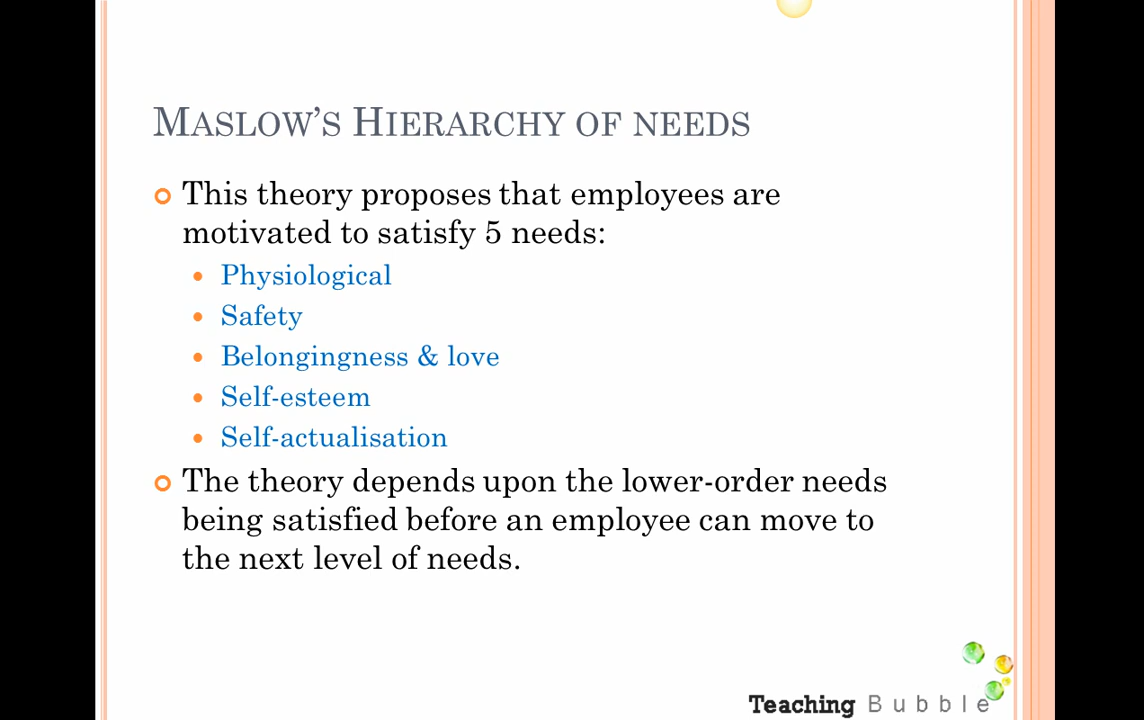 MASLOW'S HIERARCHY OF NEEDS
This theory proposes that employees are
motivated to satisfy 5 needs:
Physiological
Safety
Belongingness & love
Self-esteem
Self-actualisation
The theory depends upon the lower-order needs
being satisfied before an employee can move to
the next level of needs.
Teaching Bubble